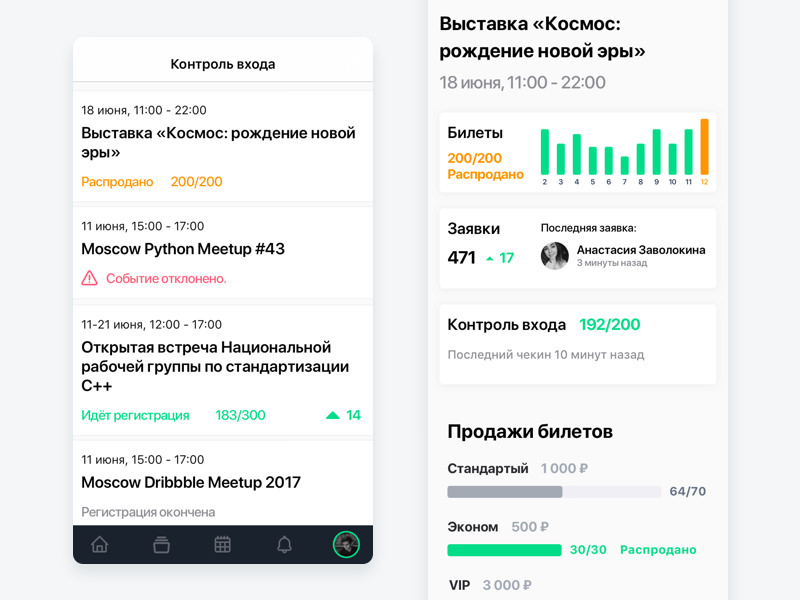 Контроль входа
18 июня, 11:00 - 22:00
Выставка «Космос: рождение новой
эры»
Распродано 200/200
11 июня, 15:00 - 17:00
Moscow Python Meetup #43
Событие отклонено.
11-21 июня, 12:00 - 17:00
Открытая встреча Национальной
рабочей группы по стандартизации
C++
Идёт регистрация 183/300 14
11 июня, 15:00 - 17:00
Moscow Dribbble Meetup 2017
Регистрация окончена
Выставка «Космос:
рождение новой эры»
18 июня, 11:00 - 22:00
Билеты
200/200
Распродано
2 3 4 5 6 7 8 9 10 11 12
Заявки
471 17
Последняя заявка:
Анастасия Заволокина
3 минуты назад
Контроль входа 192/200
Последний чекин 10 минут назад
Продажи билетов
Стандартый 1 000 ₽
64/70
Эконом 500 ₽
30/30 Распродано
VIP 3 000 ₽